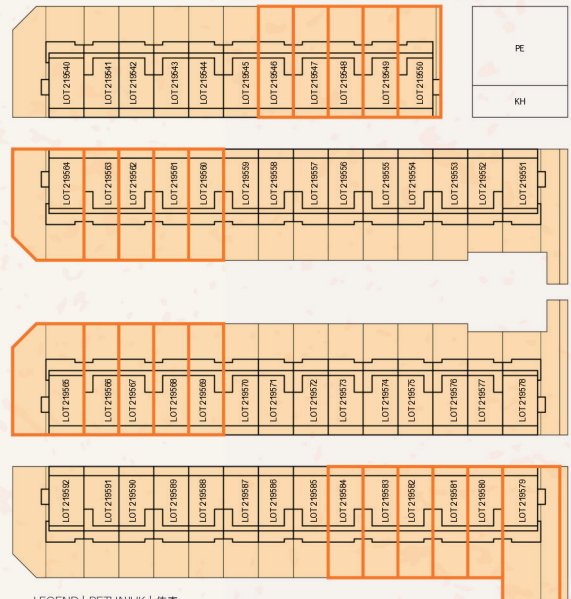 LOT 219540
LOT 219541
LOT 219542
LOT 219543
LOT 219544
LOT 219545
LOT 219546
LOT 219547
LOT 219548
LOT 219549
LOT 219550
PE
KH
LOT 219564
LOT 219563
LOT 219562
LOT 219561
LOT 219560
LOT 219559
LOT 219558
LOT 219557
LOT 219556
LOT 219555
LOT 219554
LOT 219553
LOT 219552
LOT 219551
LOT 219565
LOT 219566
LOT 219567
LOT 219568
LOT 219569
LOT 219570
LOT 219571
LOT 219572
LOT 219573
LOT 219574
LOT 219575
LOT 219576
LOT 219577
LOT 219578
LOT 219592
LOT 219591
LOT 219590
LOT 219589
LOT 219588
LOT 219587
LOT 219586
LOT 219585
LOT 219584
LOT 219583
LOT 219582
LOT 219581
LOT 219580
LOT 219579
LEGEND | PETUNJUK |